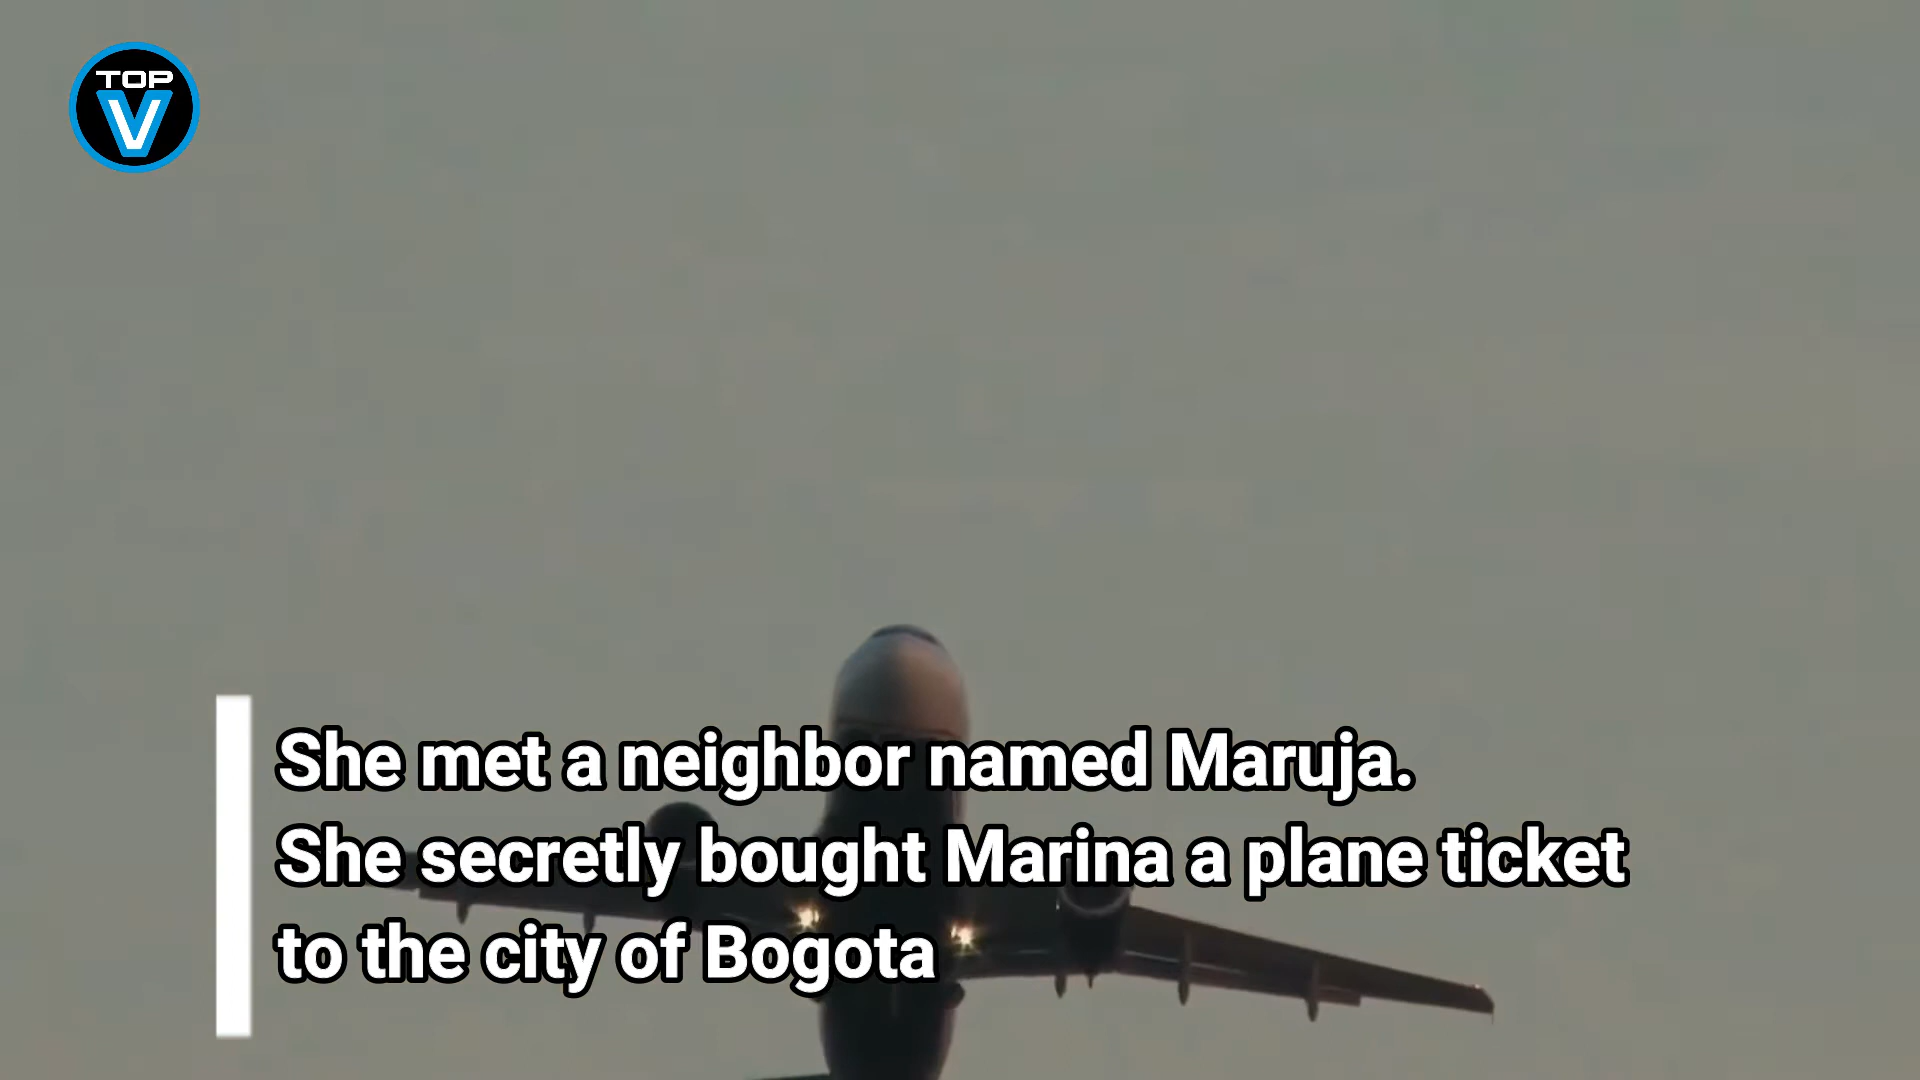 TOP
V
She met a neighbor named Maruja.
She secretly bought Marina a plane ticket
to the city of Bogota